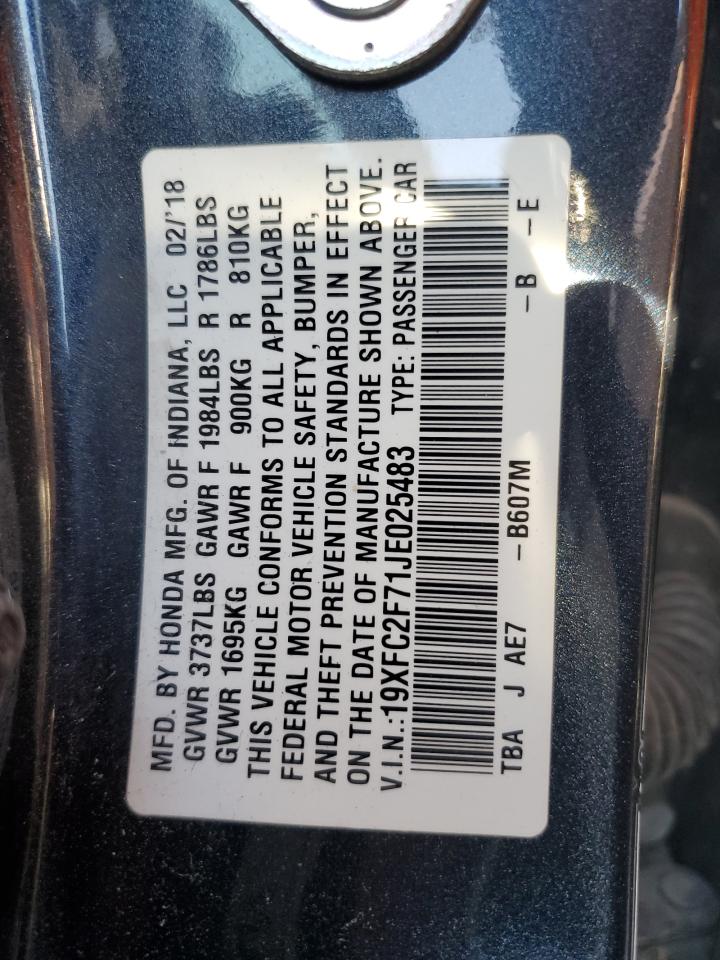 MFD. BY HONDA MFG. OF INDIANA, LLC 02/'18
GVWR 3737LBS GAWR F 1984LBS R 1786LBS
GVWR 1695KG GAWR F 900KG R 810KG
THIS VEHICLE CONFORMS TO ALL APPLICABLE
FEDERAL MOTOR VEHICLE SAFETY, BUMPER,
AND THEFT PREVENTION STANDARDS IN EFFECT
ON THE DATE OF MANUFACTURE SHOWN ABOVE.
V.I.N.:19XFC2F71JE025483 TYPE: PASSENGER CAR
TBA J AE7 -B607M -B -E